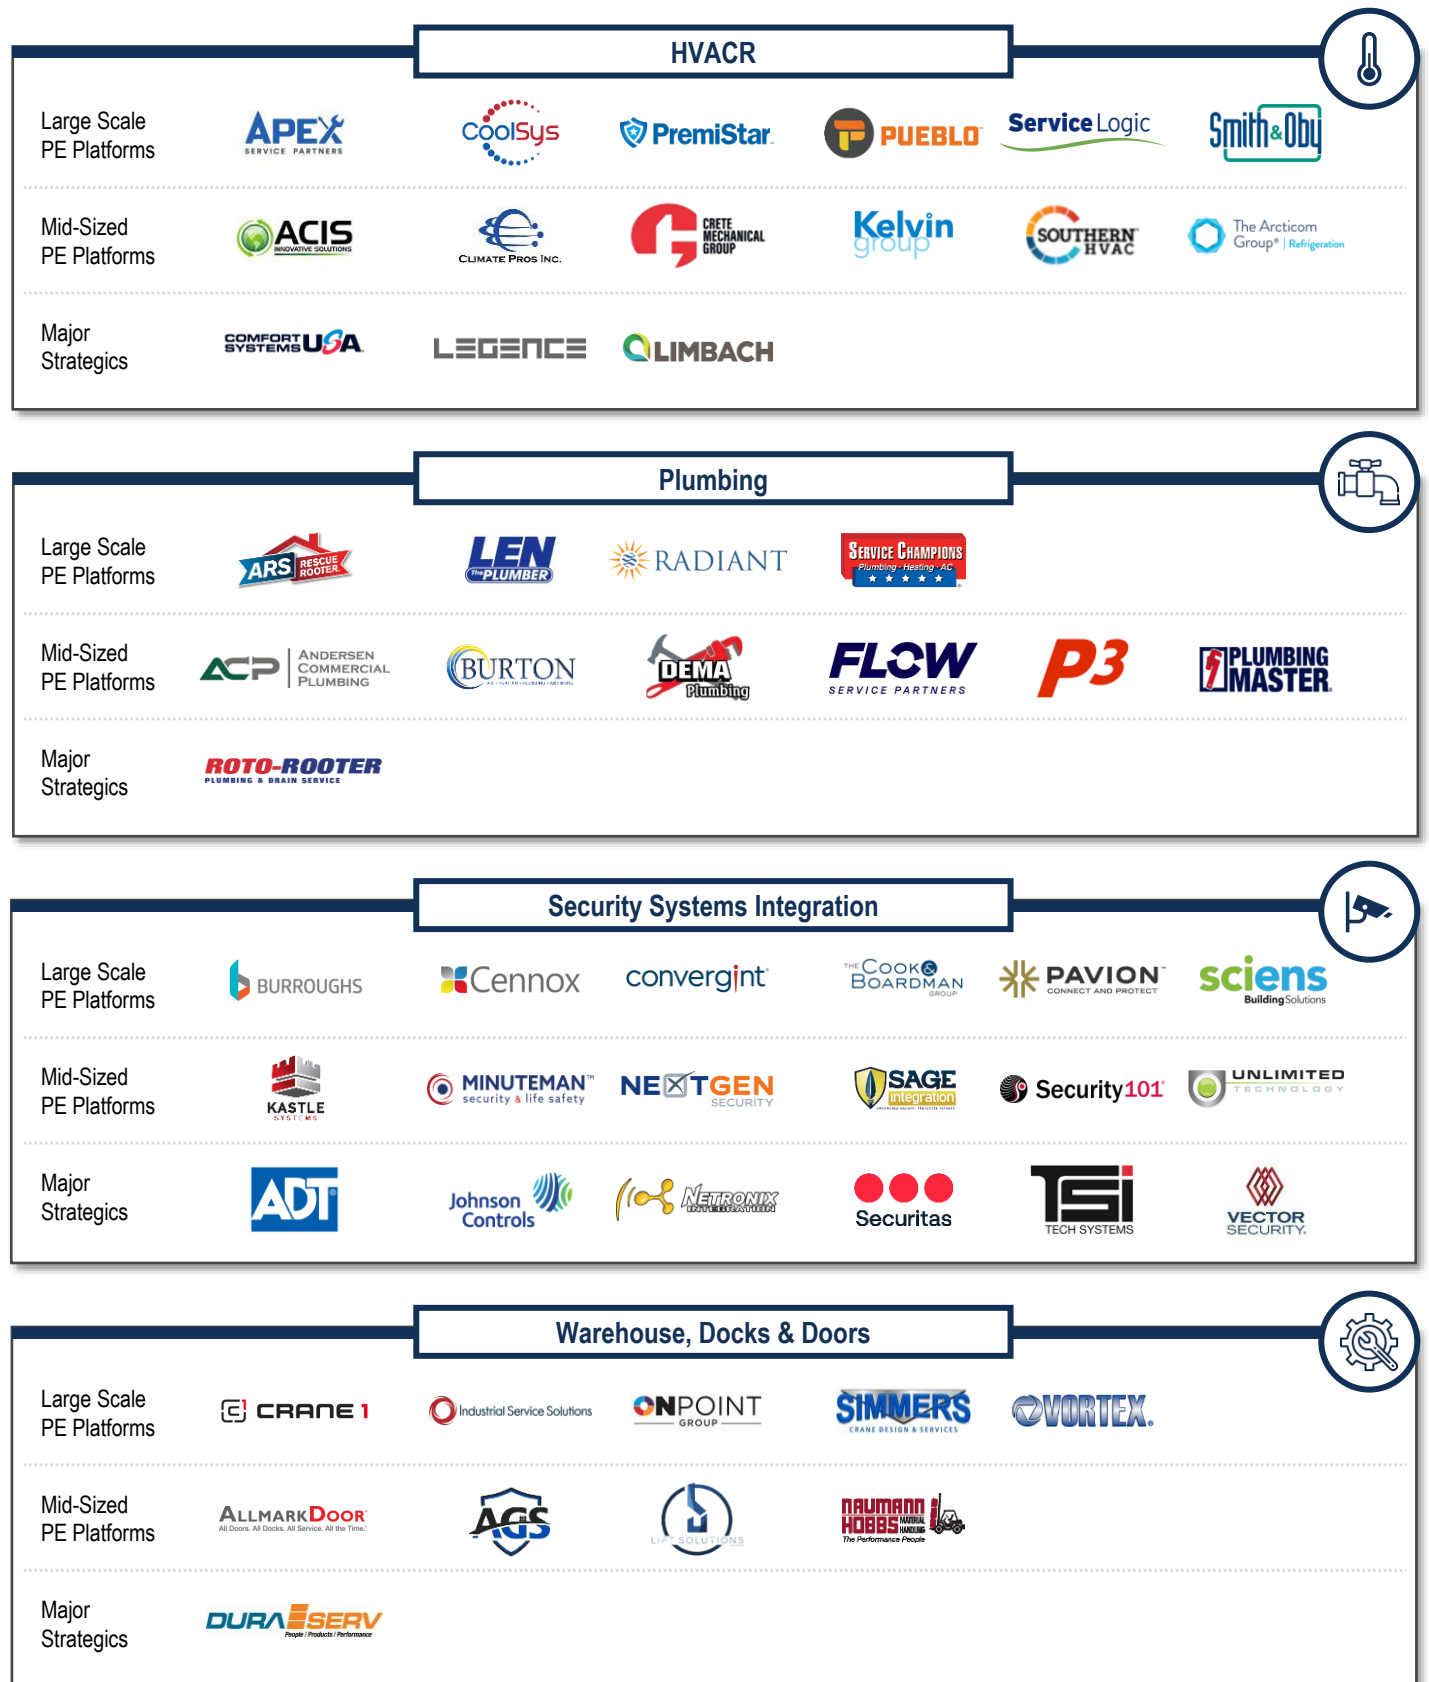 HVACR
Large Scale
PE Platforms
APEX
SERVICE PARTNERS
CoolSys
PremiStar
PUEBLO
Service Logic
Smith & Oby
Mid-Sized
PE Platforms
ACIS
INNOVATIVE SOLUTIONS
CLIMATE PROS INC.
CRETE
MECHANICAL
GROUP
Kelvin
group
SOUTHERN
HVAC
The Arcticom
Group® | Refrigeration
Major
Strategics
COMFORT
SYSTEMS USA
LEGENCE
LIMBACH
Plumbing
Large Scale
PE Platforms
ARS RESCUE
ROOTER
LEN
The PLUMBER
RADIANT
SERVICE CHAMPIONS
Plumbing · Heating · AC
Mid-Sized
PE Platforms
ACP
ANDERSEN
COMMERCIAL
PLUMBING
BURTON
DEMA
Plumbing
FLOW
SERVICE PARTNERS
P3
PLUMBING
MASTER
Major
Strategics
ROTO-ROOTER
PLUMBING & DRAIN SERVICE
Security Systems Integration
Large Scale
PE Platforms
BURROUGHS
Cennox
convergint
THE COOK &
BOARDMAN
GROUP
PAVION™
CONNECT AND PROTECT
sciens
Building Solutions
Mid-Sized
PE Platforms
KASTLE
SYSTEMS
MINUTEMAN™
security & life safety
NEXTGEN
SECURITY
SAGE
integration
Security101
UNLIMITED
TECHNOLOGY
Major
Strategics
ADT
Johnson
Controls
NETRONIX
INTEGRATION
Securitas
TSi
TECH SYSTEMS
VECTOR
SECURITY
Warehouse, Docks & Doors
Large Scale
PE Platforms
CRANE 1
Industrial Service Solutions
ONPOINT
GROUP
SIMMERS
CRANE DESIGN & SERVICES
VORTEX
Mid-Sized
PE Platforms
ALLMARK DOOR
All Doors. All Docks. All Service. All the Time.
AGS
LIFT SOLUTIONS
NAUMANN
HOBBS MATERIAL
HANDLING
The Performance People
Major
Strategics
DURA SERV
People / Products / Performance